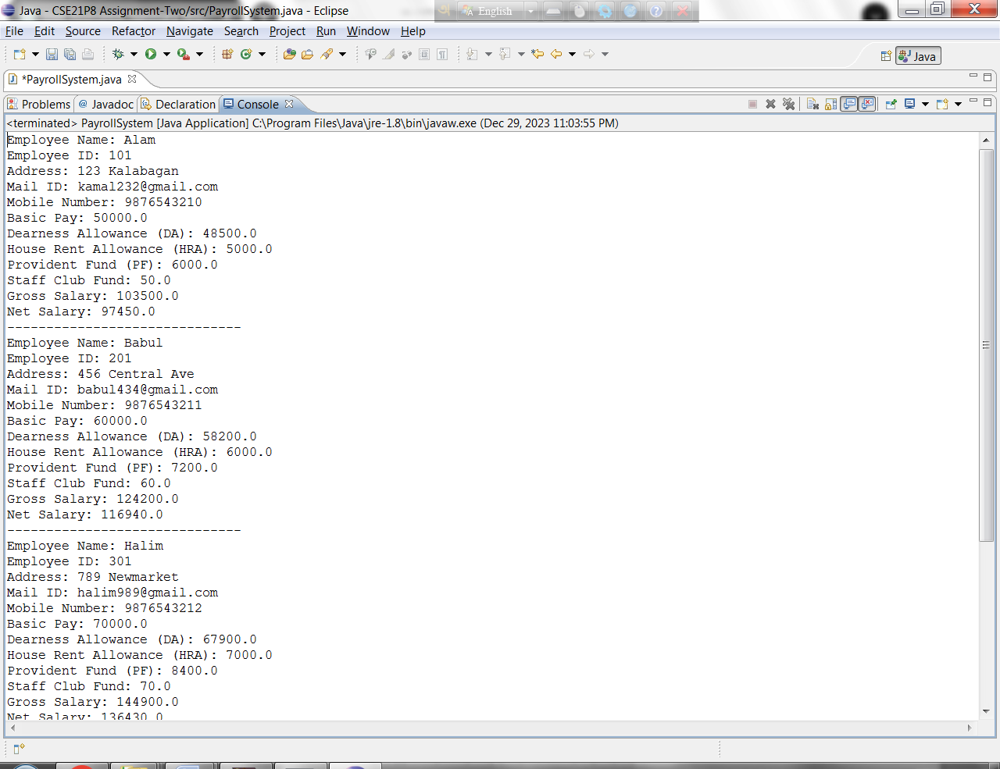 Java - CSE21P8 Assignment-Two/src/PayrollSystem.java - Eclipse
English
File Edit Source Refactor Navigate Search Project Run Window Help
Java
*PayrollSystem.java
Problems @ Javadoc Declaration Console
<terminated> PayrollSystem [Java Application] C:\Program Files\Java\jre-1.8\bin\javaw.exe (Dec 29, 2023 11:03:55 PM)
Employee Name: Alam
Employee ID: 101
Address: 123 Kalabagan
Mail ID: kamal232@gmail.com
Mobile Number: 9876543210
Basic Pay: 50000.0
Dearness Allowance (DA): 48500.0
House Rent Allowance (HRA): 5000.0
Provident Fund (PF): 6000.0
Staff Club Fund: 50.0
Gross Salary: 103500.0
Net Salary: 97450.0
------------------------------
Employee Name: Babul
Employee ID: 201
Address: 456 Central Ave
Mail ID: babul434@gmail.com
Mobile Number: 9876543211
Basic Pay: 60000.0
Dearness Allowance (DA): 58200.0
House Rent Allowance (HRA): 6000.0
Provident Fund (PF): 7200.0
Staff Club Fund: 60.0
Gross Salary: 124200.0
Net Salary: 116940.0
------------------------------
Employee Name: Halim
Employee ID: 301
Address: 789 Newmarket
Mail ID: halim989@gmail.com
Mobile Number: 9876543212
Basic Pay: 70000.0
Dearness Allowance (DA): 67900.0
House Rent Allowance (HRA): 7000.0
Provident Fund (PF): 8400.0
Staff Club Fund: 70.0
Gross Salary: 144900.0
Net Salary: 136430.0